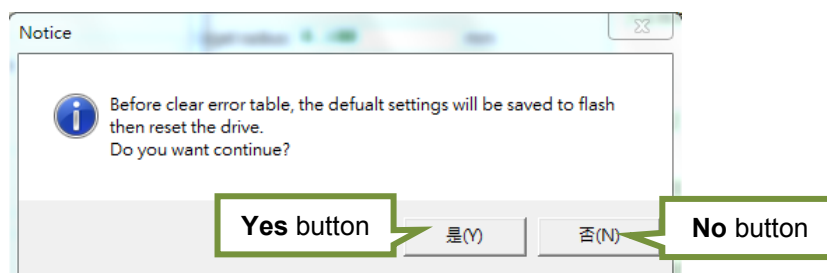 Notice
Before clear error table, the defualt settings will be saved to flash
then reset the drive.
Do you want continue?
Yes button
是(Y)
否(N)
No button